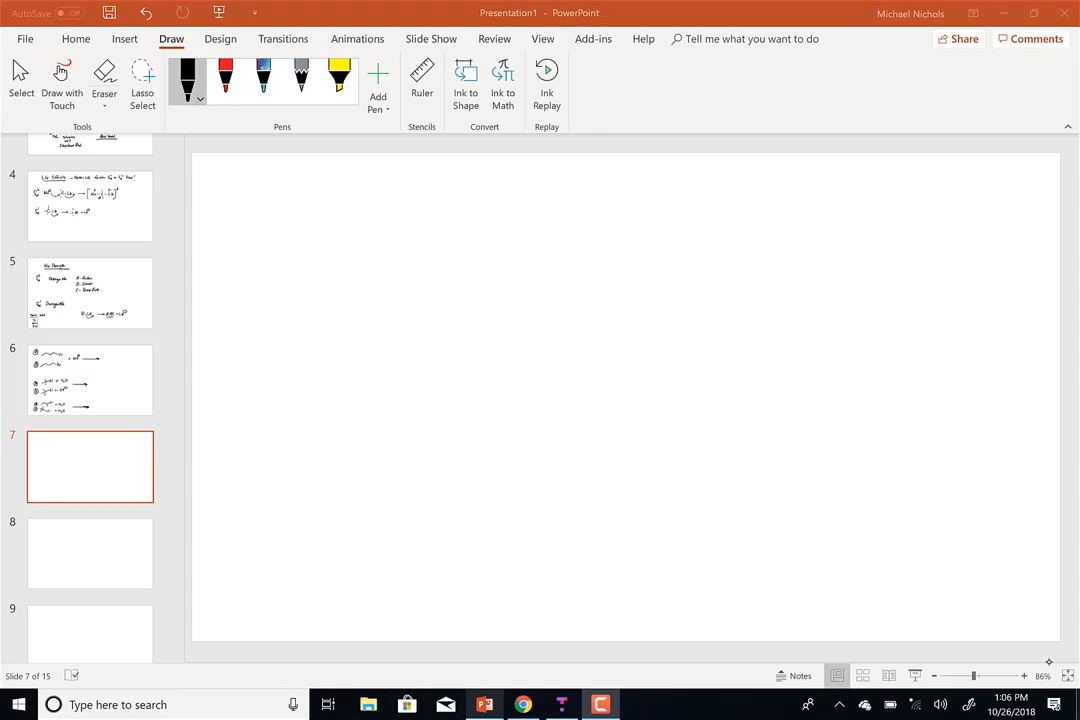 AutoSave Off
Presentation1 - PowerPoint
Michael Nichols
File Home Insert Draw Design Transitions Animations Slide Show Review View Add-ins Help Tell me what you want to do Share Comments
Select
Draw with Touch
Eraser
Lasso Select
Add Pen
Ruler
Ink to Shape
Ink to Math
Ink Replay
Tools Pens Stencils Convert Replay
4
5
6
7
8
9
Slide 7 of 15
Notes
86%
Type here to search
1:06 PM
10/26/2018